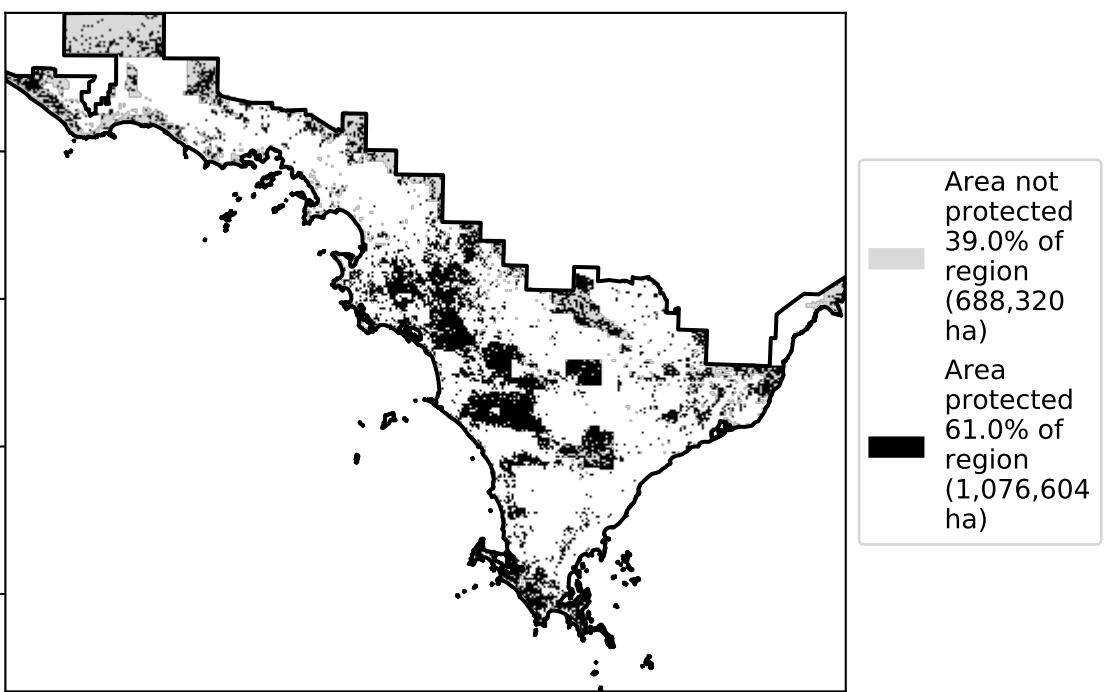 Area not
protected
39.0% of
region
(688,320
ha)
Area
protected
61.0% of
region
(1,076,604
ha)